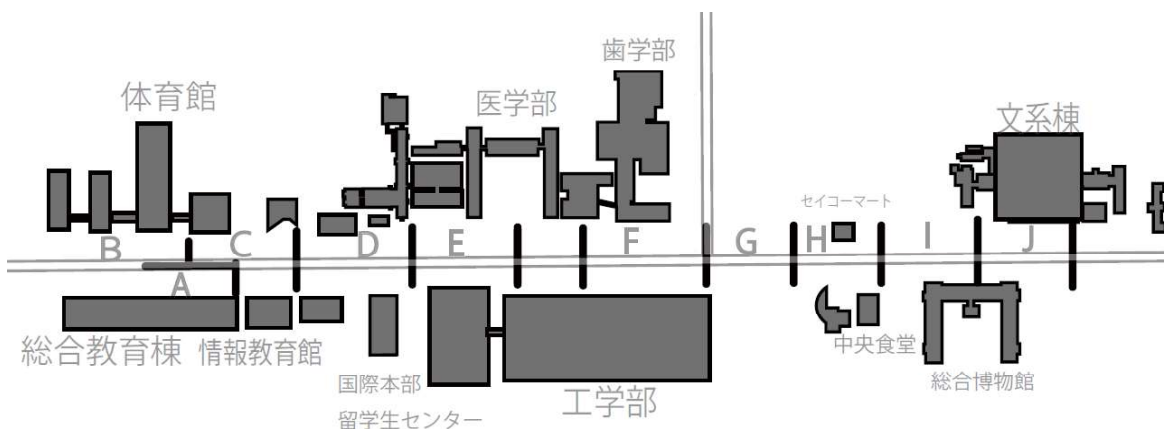 歯学部
体育館
医学部
文系棟
セイコーマート
B
C
D
E
F
G
H
I
J
A
総合教育棟
情報教育館
中央食堂
国際本部
留学生センター
工学部
総合博物館